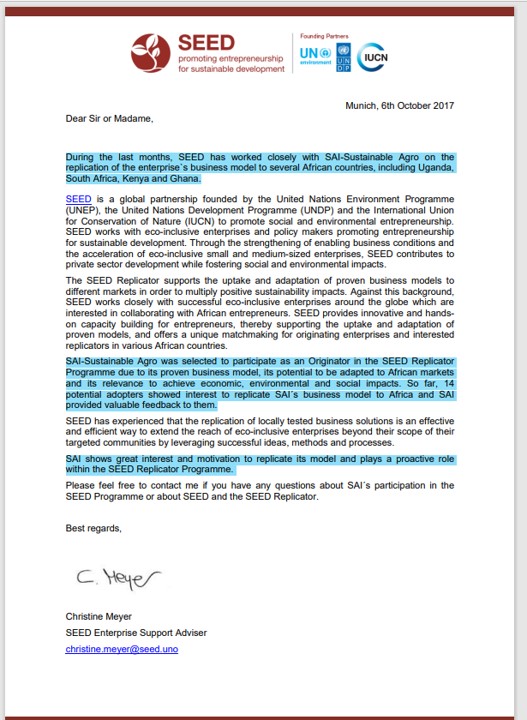 SEED
promoting entrepreneurship
for sustainable development
Founding Partners
UN
environment
U N
D P
IUCN
Munich, 6th October 2017
Dear Sir or Madame,
During the last months, SEED has worked closely with SAI-Sustainable Agro on the
replication of the enterprise`s business model to several African countries, including Uganda,
South Africa, Kenya and Ghana.
SEED is a global partnership founded by the United Nations Environment Programme
(UNEP), the United Nations Development Programme (UNDP) and the International Union
for Conservation of Nature (IUCN) to promote social and environmental entrepreneurship.
SEED works with eco-inclusive enterprises and policy makers promoting entrepreneurship
for sustainable development. Through the strengthening of enabling business conditions and
the acceleration of eco-inclusive small and medium-sized enterprises, SEED contributes to
private sector development while fostering social and environmental impacts.
The SEED Replicator supports the uptake and adaptation of proven business models to
different markets in order to multiply positive sustainability impacts. Against this background,
SEED works closely with successful eco-inclusive enterprises around the globe which are
interested in collaborating with African entrepreneurs. SEED provides innovative and hands-
on capacity building for entrepreneurs, thereby supporting the uptake and adaptation of
proven models, and offers a unique matchmaking for originating enterprises and interested
replicators in various African countries.
SAI-Sustainable Agro was selected to participate as an Originator in the SEED Replicator
Programme due to its proven business model, its potential to be adapted to African markets
and its relevance to achieve economic, environmental and social impacts. So far, 14
potential adopters showed interest to replicate SAI´s business model to Africa and SAI
provided valuable feedback to them.
SEED has experienced that the replication of locally tested business solutions is an effective
and efficient way to extend the reach of eco-inclusive enterprises beyond their scope of their
targeted communities by leveraging successful ideas, methods and processes.
SAI shows great interest and motivation to replicate its model and plays a proactive role
within the SEED Replicator Programme.
Please feel free to contact me if you have any questions about SAI´s participation in the
SEED Programme or about SEED and the SEED Replicator.
Best regards,
C. Meyer
Christine Meyer
SEED Enterprise Support Adviser
christine.meyer@seed.uno